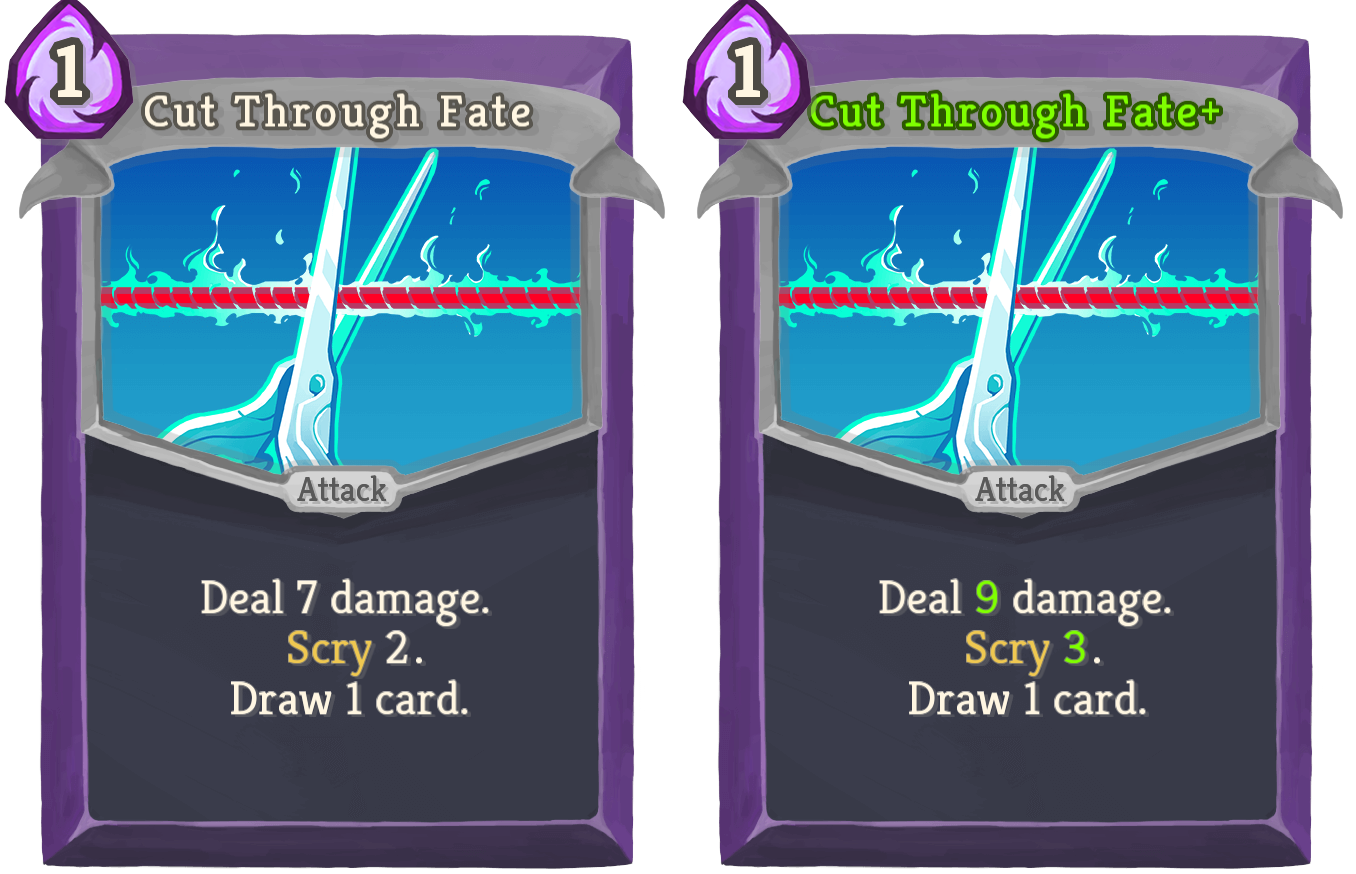 1
Cut Through Fate
Attack
Deal 7 damage.
Scry 2.
Draw 1 card.
1
Cut Through Fate+
Attack
Deal 9 damage.
Scry 3.
Draw 1 card.